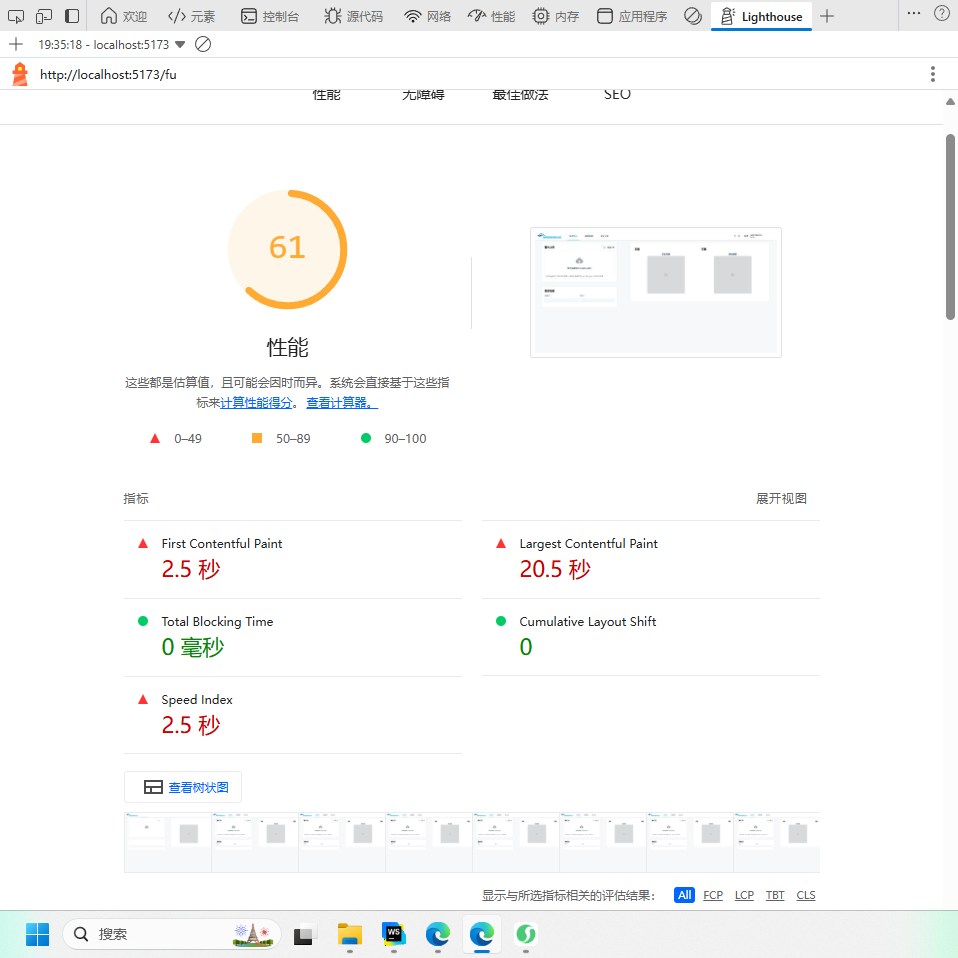 欢迎 元素 控制台 源代码 网络 性能 内存 应用程序 Lighthouse
19:35:18 - localhost:5173
http://localhost:5173/fu
性能 无障碍 最佳做法 SEO
61
性能
这些都是估算值，且可能会因时而异。系统会直接基于这些指
标来计算性能得分。 查看计算器。
0–49 50–89 90–100
指标 展开视图
First Contentful Paint
2.5 秒
Largest Contentful Paint
20.5 秒
Total Blocking Time
0 毫秒
Cumulative Layout Shift
0
Speed Index
2.5 秒
查看树状图
显示与所选指标相关的评估结果： All FCP LCP TBT CLS
搜索
WS